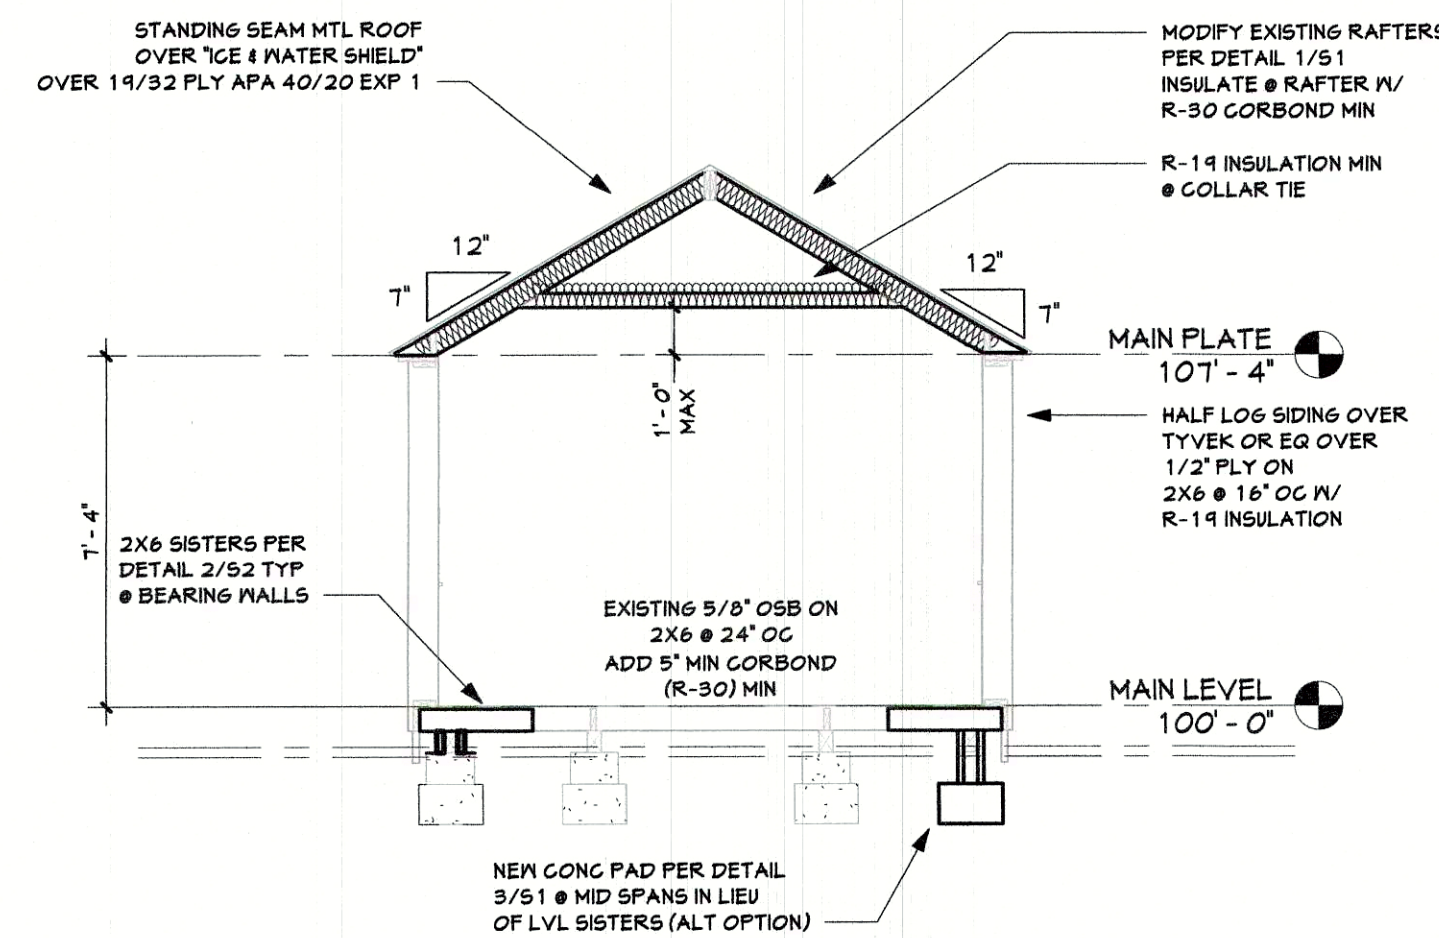 STANDING SEAM MTL ROOF
OVER "ICE & WATER SHIELD"
OVER 19/32 PLY APA 40/20 EXP 1
MODIFY EXISTING RAFTERS
PER DETAIL 1/S1
INSULATE @ RAFTER W/
R-30 CORBOND MIN
R-19 INSULATION MIN
@ COLLAR TIE
12"
7"
12"
7"
MAIN PLATE
107' - 4"
1' - 0"
MAX
HALF LOG SIDING OVER
TYVEK OR EQ OVER
1/2" PLY ON
2X6 @ 16" OC W/
R-19 INSULATION
7' - 4"
2X6 SISTERS PER
DETAIL 2/S2 TYP
@ BEARING WALLS
EXISTING 5/8" OSB ON
2X6 @ 24" OC
ADD 5" MIN CORBOND
(R-30) MIN
MAIN LEVEL
100' - 0"
NEW CONC PAD PER DETAIL
3/S1 @ MID SPANS IN LIEU
OF LVL SISTERS (ALT OPTION)